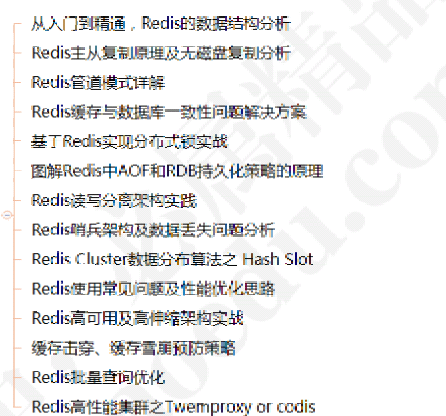 从入门到精通，Redis的数据结构分析
Redis主从复制原理及无磁盘复制分析
Redis管道模式详解
Redis缓存与数据库一致性问题解决方案
基于Redis实现分布式锁实战
图解Redis中AOF和RDB持久化策略的原理
Redis读写分离架构实践
Redis哨兵架构及数据丢失问题分析
Redis Cluster数据分布算法之 Hash Slot
Redis使用常见问题及性能优化思路
Redis高可用及高伸缩架构实战
缓存击穿、缓存雪崩预防策略
Redis批量查询优化
Redis高性能集群之Twemproxy or codis